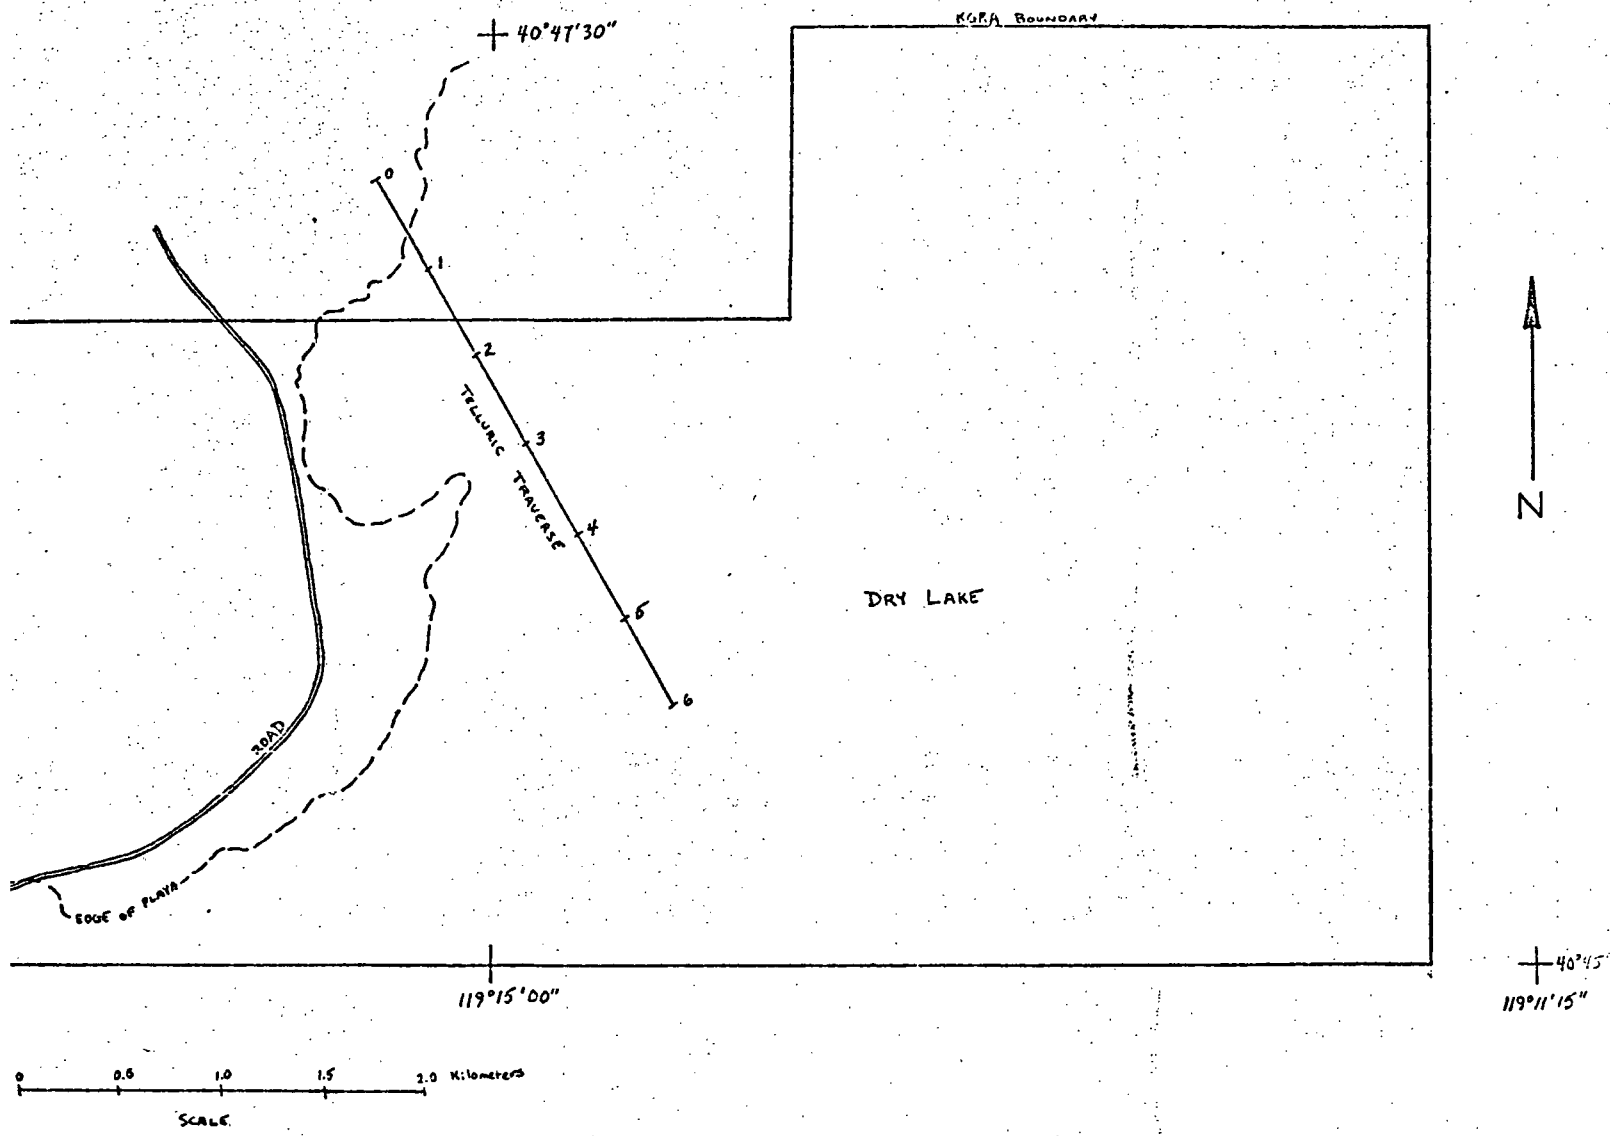 KGRA BOUNDARY
40°47'30"
0
1
2
3
4
5
6
TELLURIC TRAVERSE
N
DRY LAKE
ROAD
EDGE OF PLAYA
40°45'
119°15'00"
119°11'15"
0 0.5 1.0 1.5 2.0 Kilometers
SCALE.